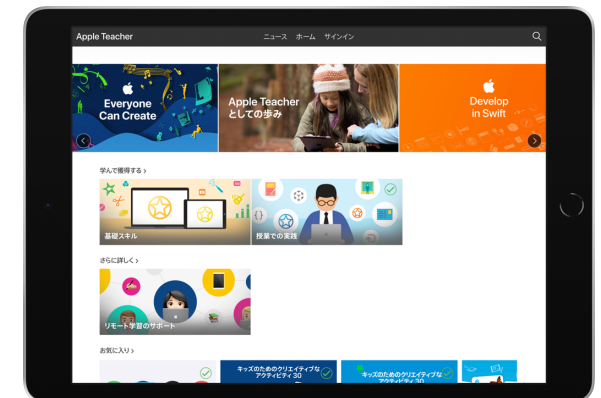 Apple Teacher
ニュース ホーム サインイン
Everyone
Can Create
Apple Teacher
としての歩み
Develop
in Swift
学んで獲得する ›
基礎スキル
授業での実践
さらに詳しく ›
リモート学習のサポート
お気に入り ›
キッズのためのクリエイティブな
アクティビティ 30
キッズのためのクリエイティブな
アクティビティ 30